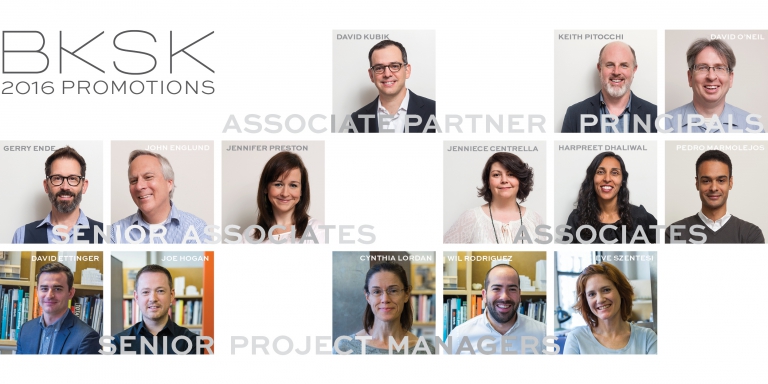 BKSK
2016 PROMOTIONS
DAVID KUBIK
KEITH PITOCCHI
DAVID O'NEIL
ASSOCIATE PARTNER
PRINCIPALS
GERRY ENDE
JOHN ENGLUND
JENNIFER PRESTON
JENNIECE CENTRELLA
HARPREET DHALIWAL
PEDRO MARMOLEJOS
SENIOR ASSOCIATES
ASSOCIATES
DAVID ETTINGER
JOE HOGAN
CYNTHIA LORDAN
WIL RODRIGUEZ
EVE SZENTESI
SENIOR PROJECT MANAGERS